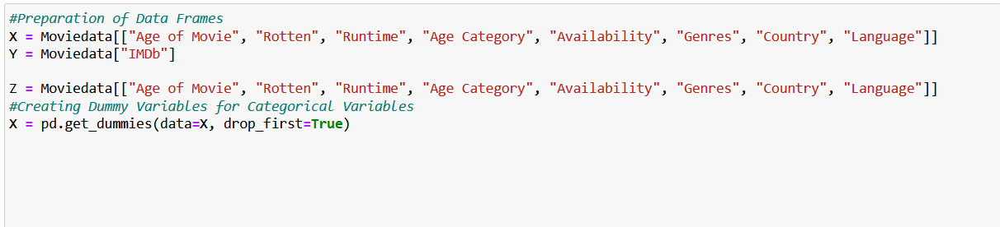 #Preparation of Data Frames
X = Moviedata[["Age of Movie", "Rotten", "Runtime", "Age Category", "Availability", "Genres", "Country", "Language"]]
Y = Moviedata["IMDb"]
Z = Moviedata[["Age of Movie", "Rotten", "Runtime", "Age Category", "Availability", "Genres", "Country", "Language"]]
#Creating Dummy Variables for Categorical Variables
X = pd.get_dummies(data=X, drop_first=True)